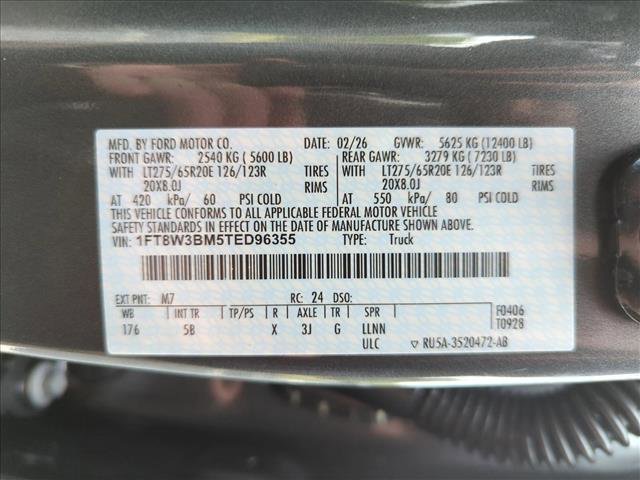 MFD. BY FORD MOTOR CO. DATE: 02/26 GVWR: 5625 KG (12400 LB)
FRONT GAWR: 2540 KG ( 5600 LB) REAR GAWR: 3279 KG ( 7230 LB)
WITH LT275/65R20E 126/123R TIRES WITH LT275/65R20E 126/123R TIRES
20X8.0J RIMS 20X8.0J RIMS
AT 420 kPa/ 60 PSI COLD AT 550 kPa/ 80 PSI COLD
THIS VEHICLE CONFORMS TO ALL APPLICABLE FEDERAL MOTOR VEHICLE
SAFETY STANDARDS IN EFFECT ON THE DATE OF MANUFACTURE SHOWN ABOVE.
VIN: 1FT8W3BM5TED96355 TYPE: Truck
EXT PNT: M7 RC: 24 DSO:
WB INT TR TP/PS R AXLE TR SPR F0406
176 5B X 3J G LLNN T0928
ULC ▽ RU5A-3520472-AB